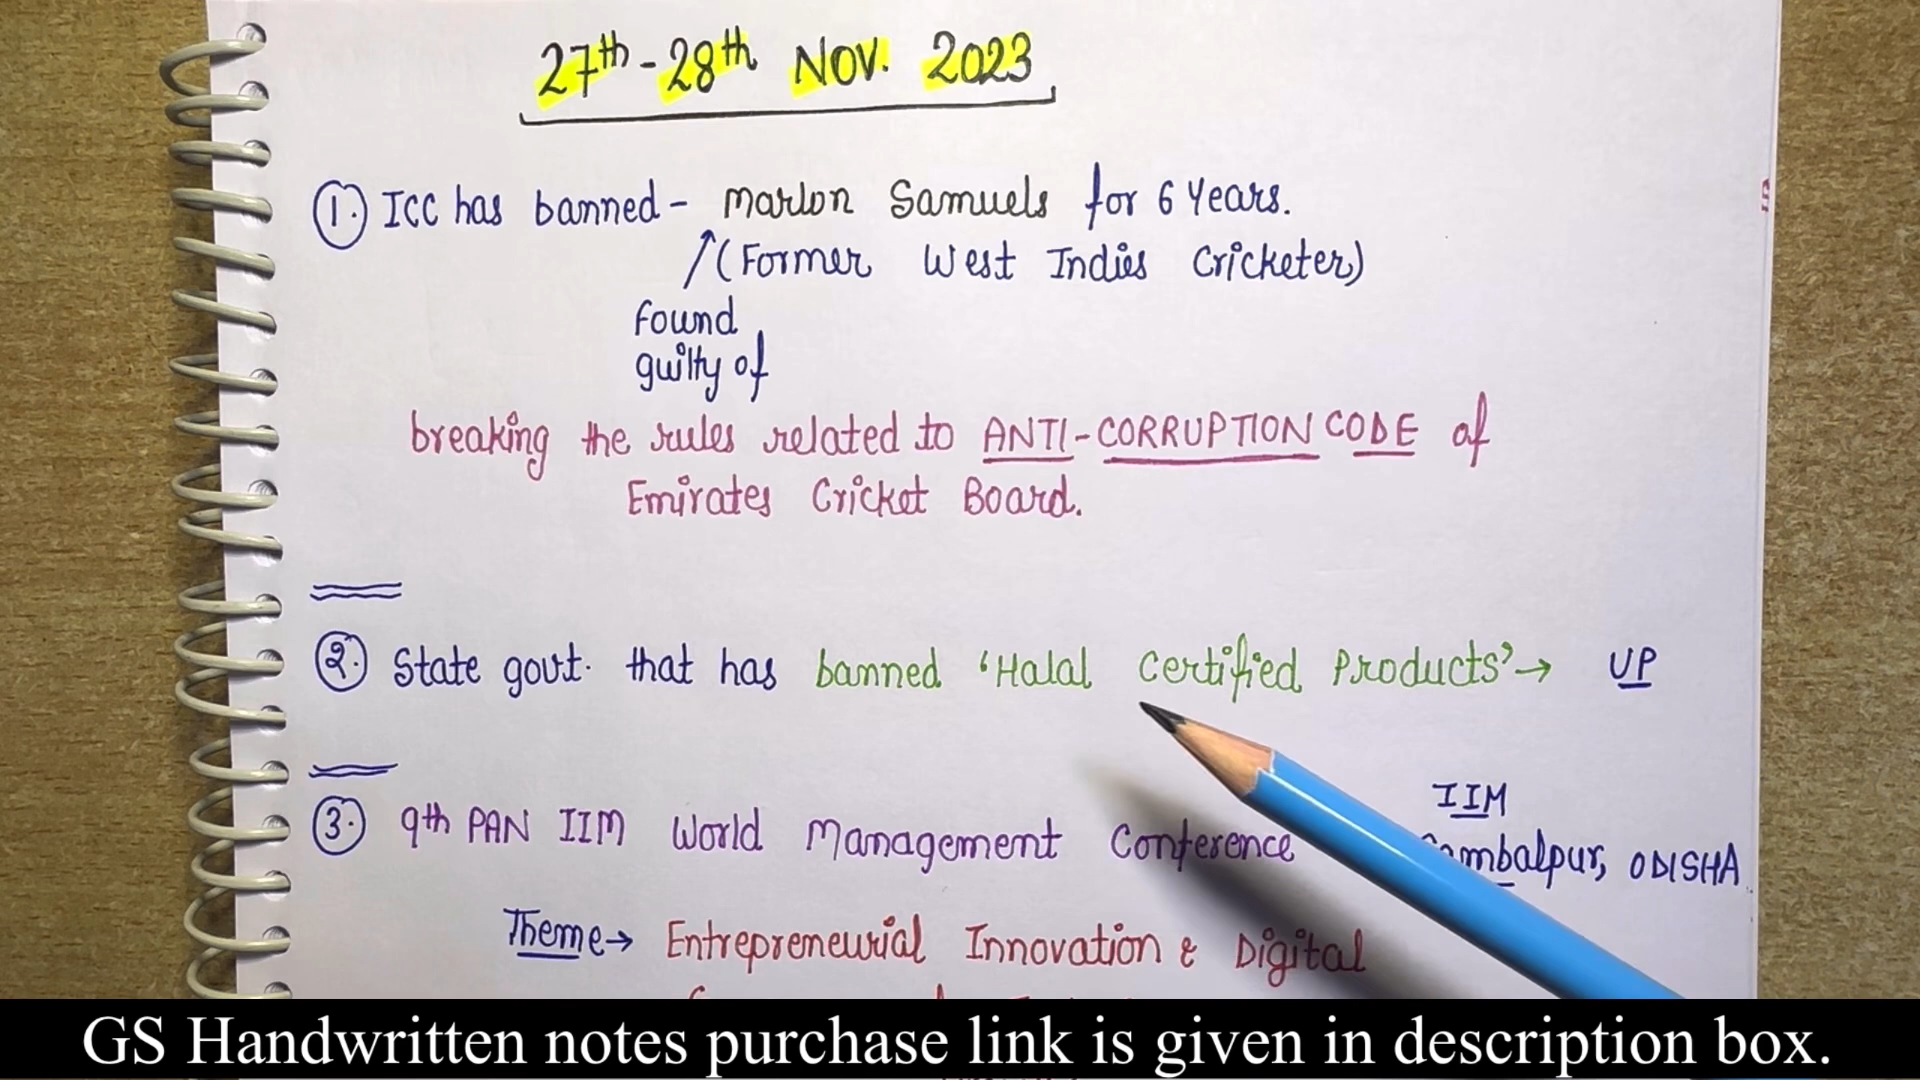 27th - 28th NOV. 2023
1. ICC has banned - Marlon Samuels for 6 Years.
(Former West Indies Cricketer)
found
guilty of
breaking the rules related to ANTI-CORRUPTION CODE of
Emirates Cricket Board.
2. State govt. that has banned 'Halal Certified Products' → UP
IIM
3. 9th PAN IIM World Management Conference mbalpur, ODISHA
Theme → Entrepreneurial Innovation & Digital
GS Handwritten notes purchase link is given in description box.